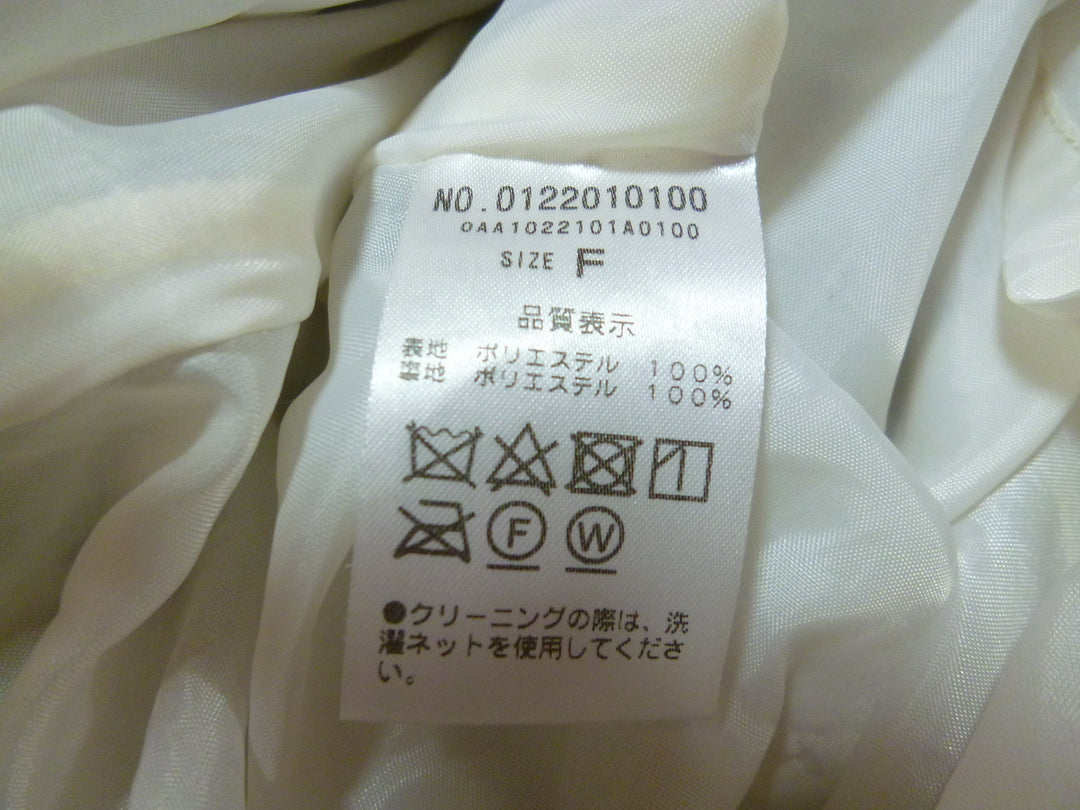 NO.0122010100
0AA1022101A0100
SIZE F
品質表示
表地 ポリエステル 100%
裏地 ポリエステル 100%
F W
●クリーニングの際は、洗
濯ネットを使用してくださ
い。